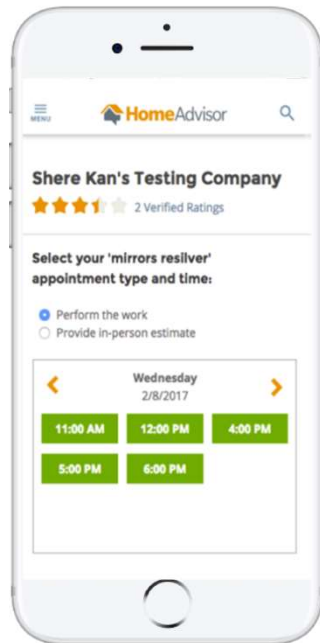 MENU
HomeAdvisor
Shere Kan's Testing Company
2 Verified Ratings
Select your 'mirrors resilver'
appointment type and time:
Perform the work
Provide in-person estimate
Wednesday
2/8/2017
11:00 AM 12:00 PM 4:00 PM
5:00 PM 6:00 PM